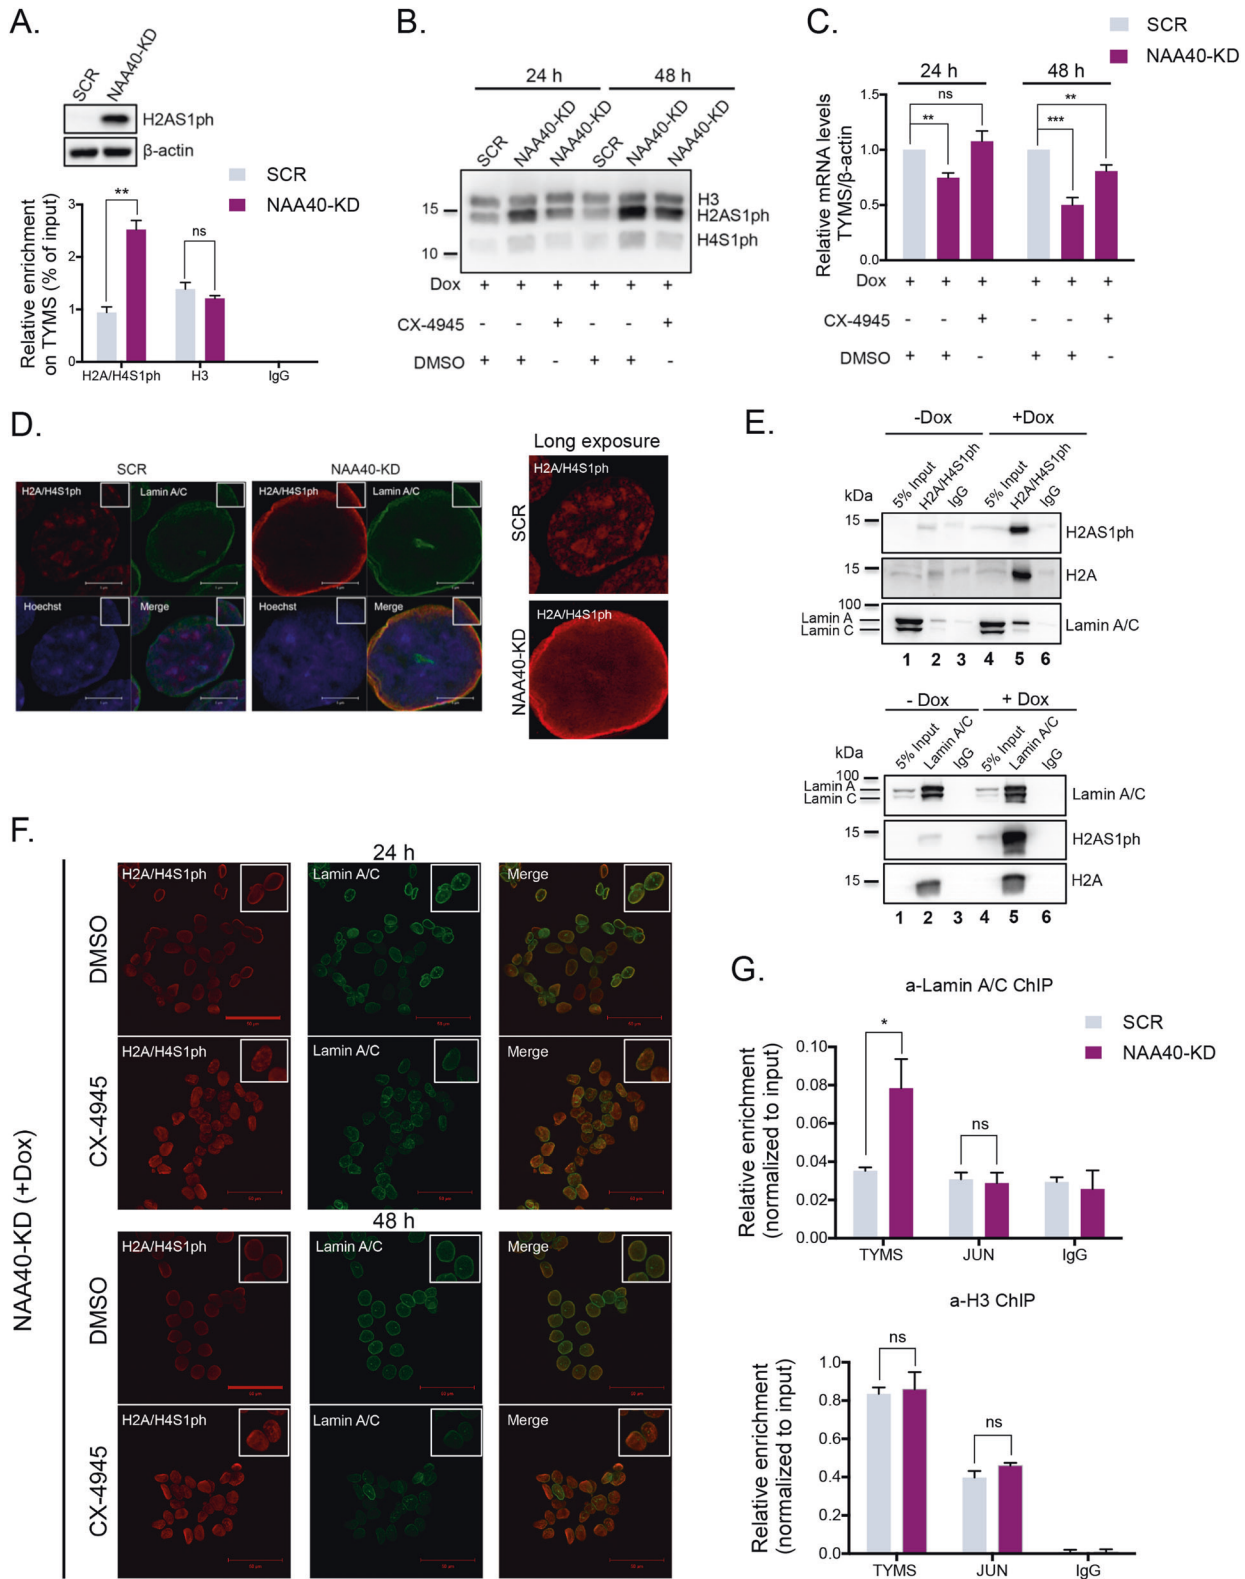 A.
SCR
NAA40-KD
H2AS1ph
β-actin
SCR
NAA40-KD
Relative enrichment
on TYMS (% of input)
3
2
1
0
**
ns
H2A/H4S1ph H3 IgG
B.
24 h 48 h
SCR NAA40-KD NAA40-KD SCR NAA40-KD NAA40-KD
15
10
H3
H2AS1ph
H4S1ph
Dox + + + + + +
CX-4945 - - + - - +
DMSO + + - + + -
C.
SCR
NAA40-KD
24 h 48 h
Relative mRNA levels
TYMS/β-actin
1.5
1.0
0.5
0.0
ns
**
**
***
Dox + + + + + +
CX-4945 - - + - - +
DMSO + + - + + -
D.
SCR NAA40-KD
H2A/H4S1ph Lamin A/C H2A/H4S1ph Lamin A/C
Hoechst Merge Hoechst Merge
Long exposure
H2A/H4S1ph
SCR
H2A/H4S1ph
NAA40-KD
E.
-Dox +Dox
5% Input H2A/H4S1ph IgG 5% Input H2A/H4S1ph IgG
kDa
15
H2AS1ph
15
H2A
100
Lamin A
Lamin C
Lamin A/C
1 2 3 4 5 6
- Dox + Dox
5% Input Lamin A/C IgG 5% Input Lamin A/C IgG
kDa
100
Lamin A
Lamin C
Lamin A/C
15
H2AS1ph
15
H2A
1 2 3 4 5 6
F.
NAA40-KD (+Dox)
24 h
DMSO
H2A/H4S1ph Lamin A/C Merge
CX-4945
H2A/H4S1ph Lamin A/C Merge
48 h
DMSO
H2A/H4S1ph Lamin A/C Merge
CX-4945
H2A/H4S1ph Lamin A/C Merge
G.
a-Lamin A/C ChIP
SCR
NAA40-KD
Relative enrichment
(normalized to input)
0.10
0.08
0.06
0.04
0.02
0.00
*
ns
ns
TYMS JUN IgG
a-H3 ChIP
Relative enrichment
(normalized to input)
1.0
0.8
0.6
0.4
0.2
0.0
ns
ns
TYMS JUN IgG